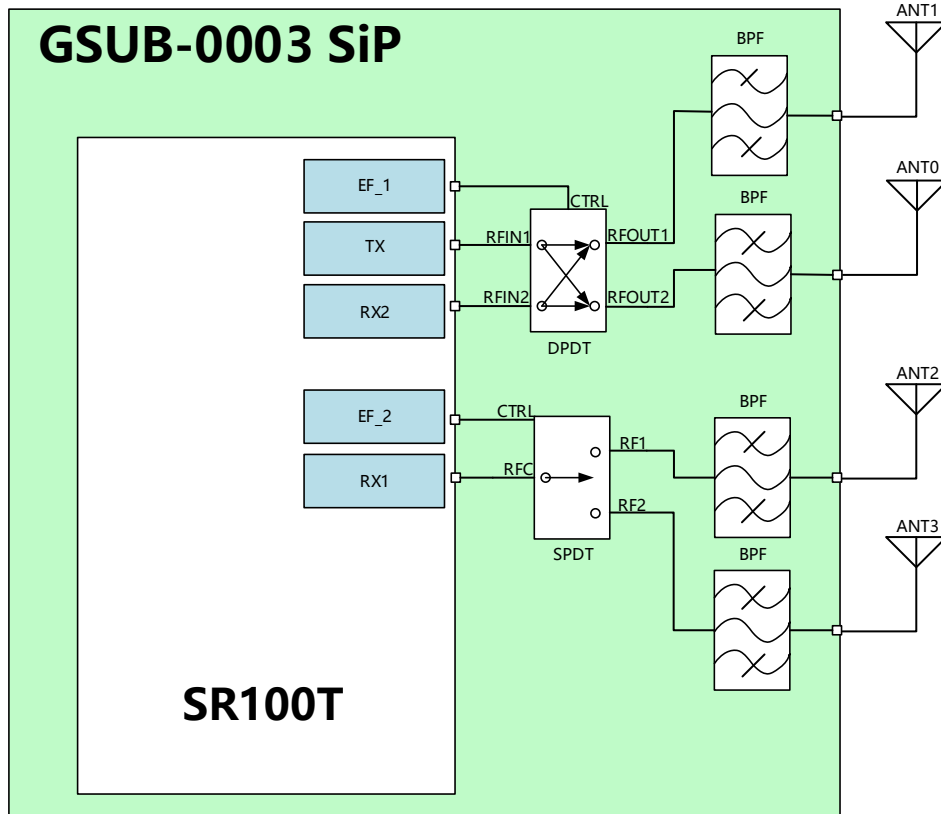 GSUB-0003 SiP
ANT1
BPF
ANT0
BPF
EF_1
CTRL
TX
RFIN1
RFOUT1
RX2
RFIN2
RFOUT2
DPDT
ANT2
BPF
EF_2
CTRL
RF1
RX1
RFC
RF2
ANT3
SPDT
BPF
SR100T